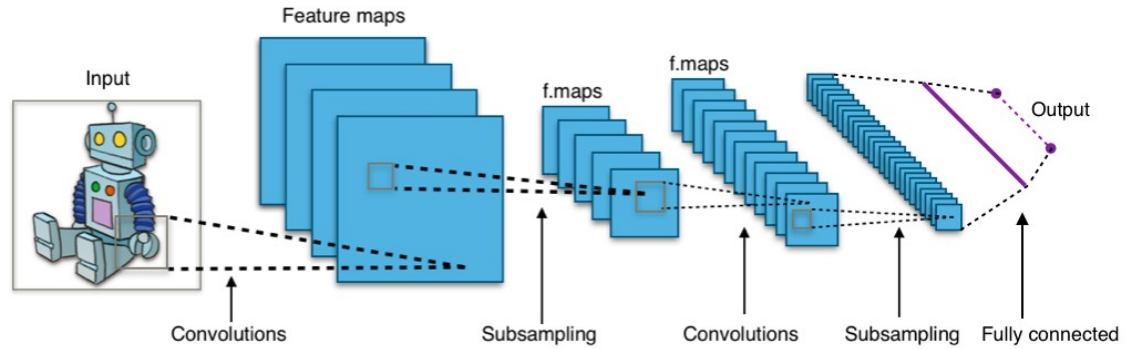 Feature maps
Input
f.maps
f.maps
Output
Convolutions
Subsampling
Convolutions
Subsampling
Fully connected